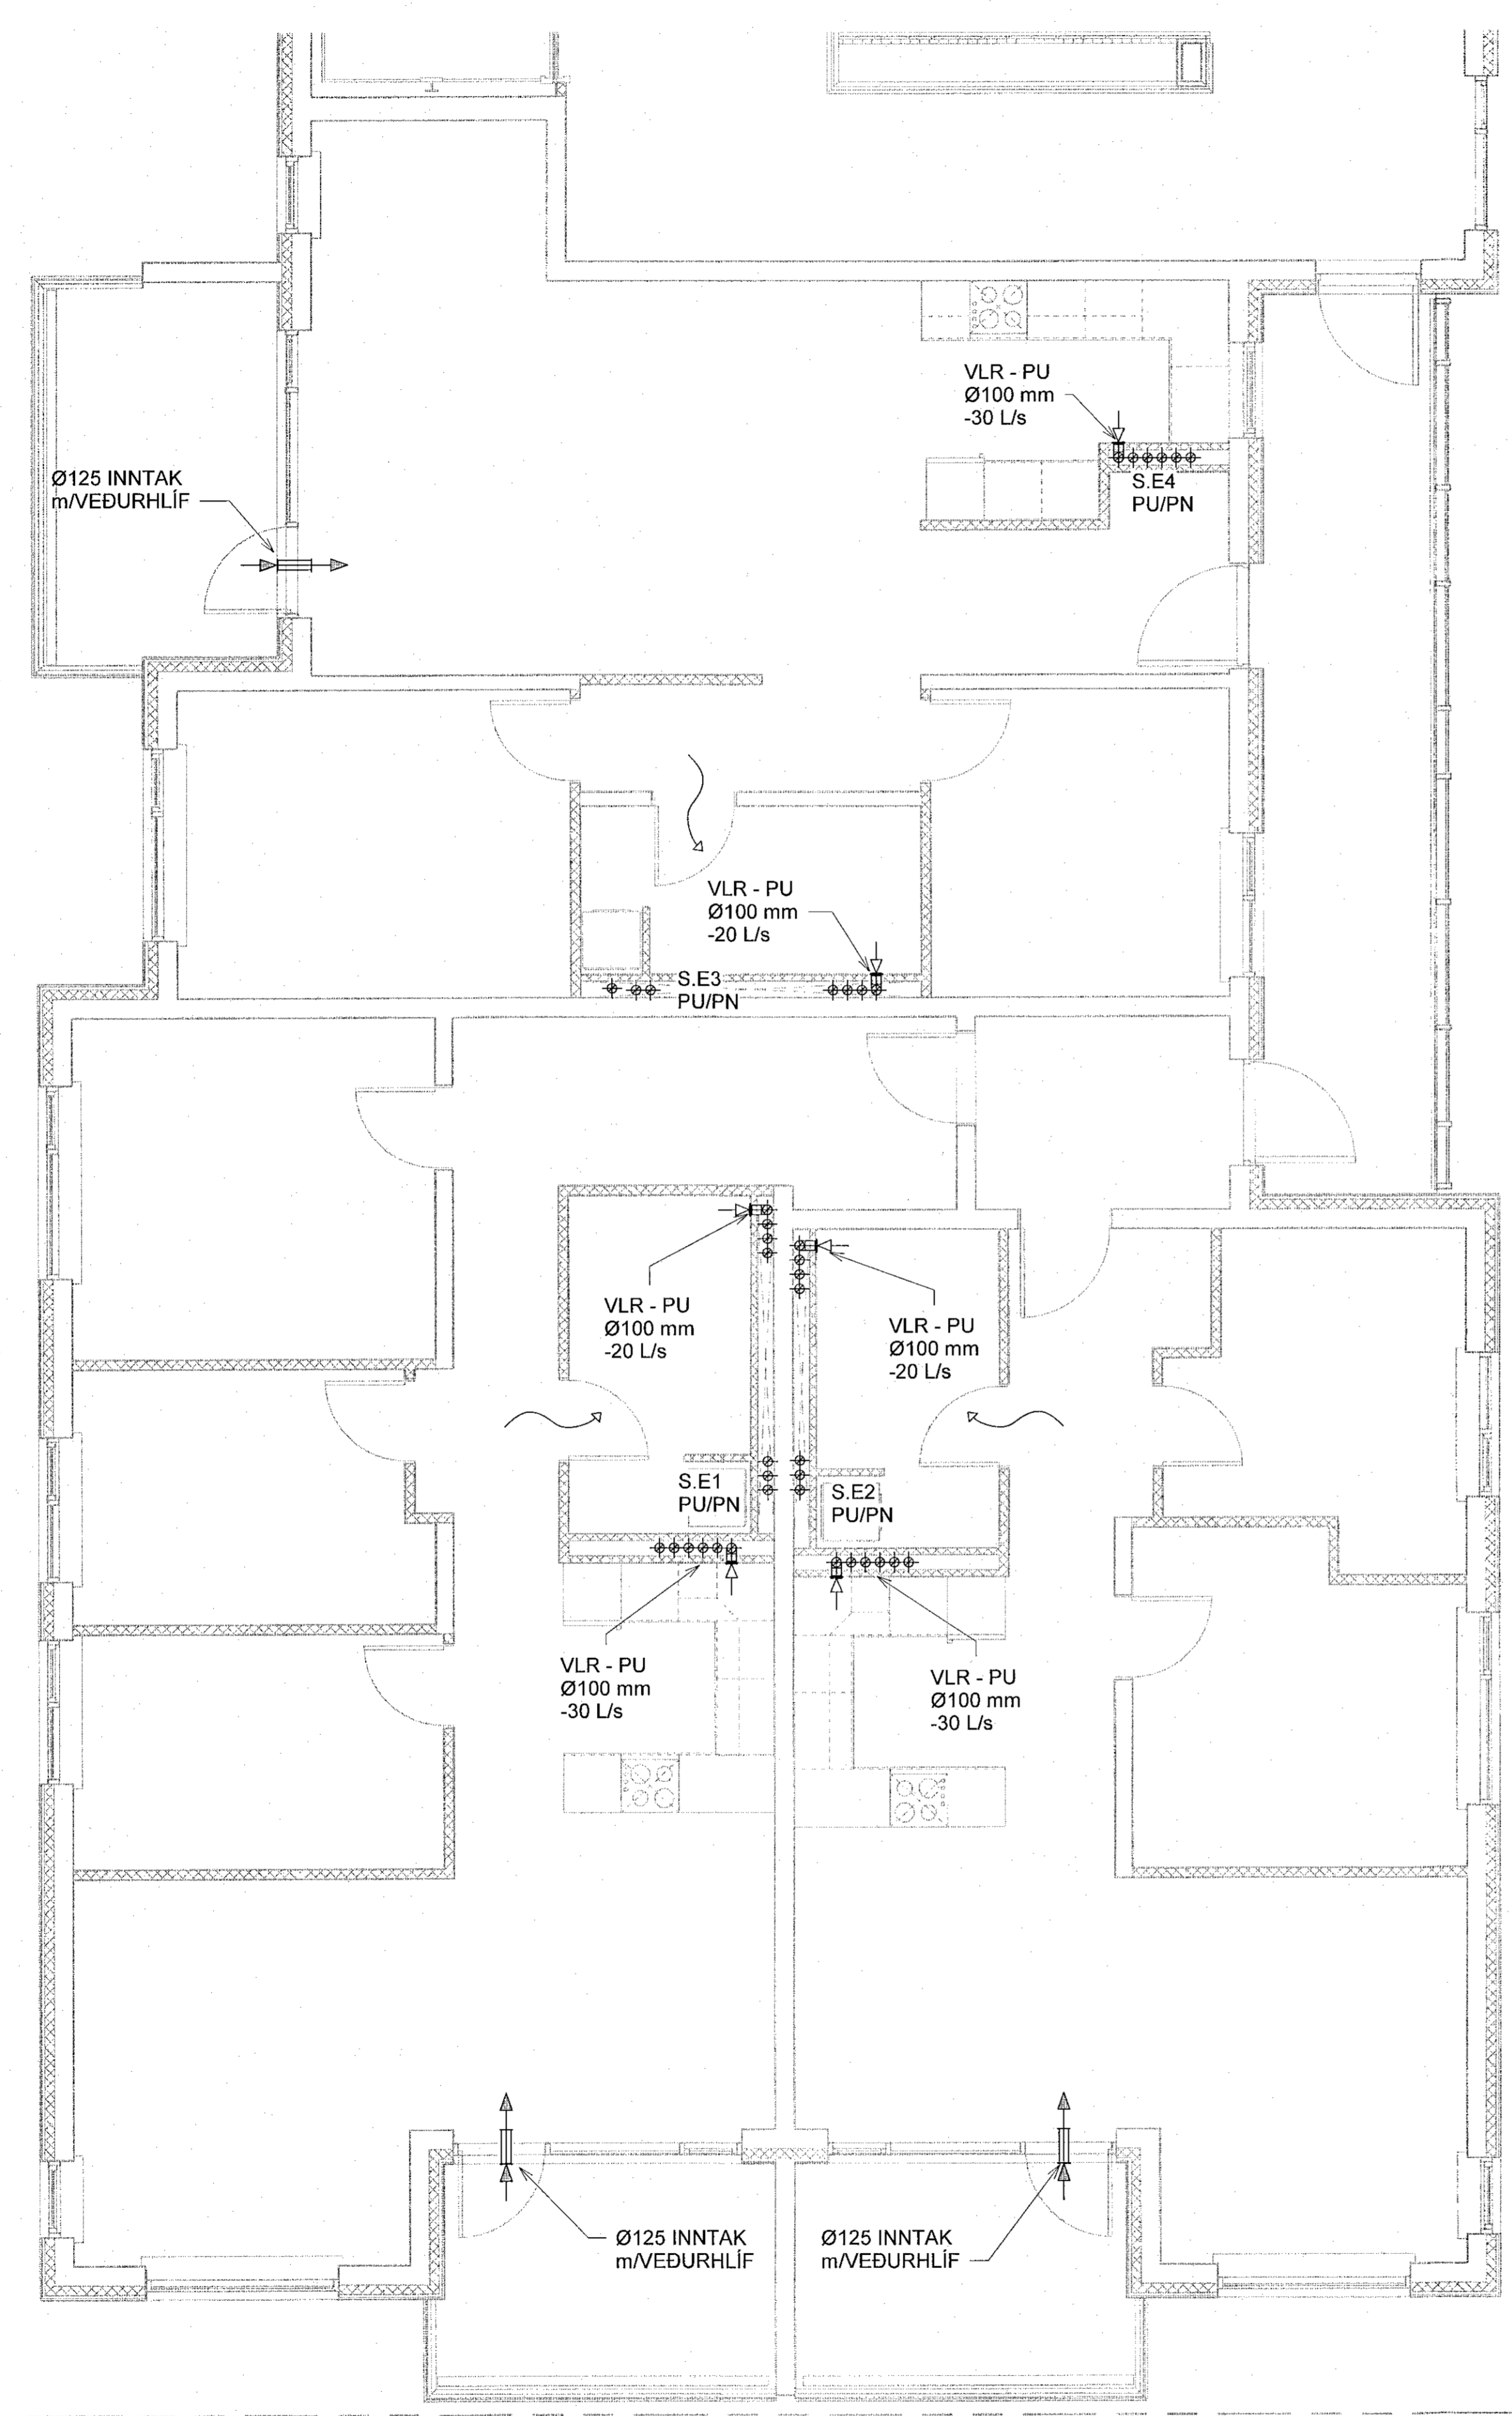 VLR - PU
Ø100 mm
-30 L/s
Ø125 INNTAK
m/VEÐURHLÍF
S.E4
PU/PN
VLR - PU
Ø100 mm
-20 L/s
S.E3
PU/PN
VLR - PU
Ø100 mm
-20 L/s
VLR - PU
Ø100 mm
-20 L/s
S.E1
PU/PN
S.E2
PU/PN
VLR - PU
Ø100 mm
-30 L/s
VLR - PU
Ø100 mm
-30 L/s
Ø125 INNTAK
m/VEÐURHLÍF
Ø125 INNTAK
m/VEÐURHLÍF